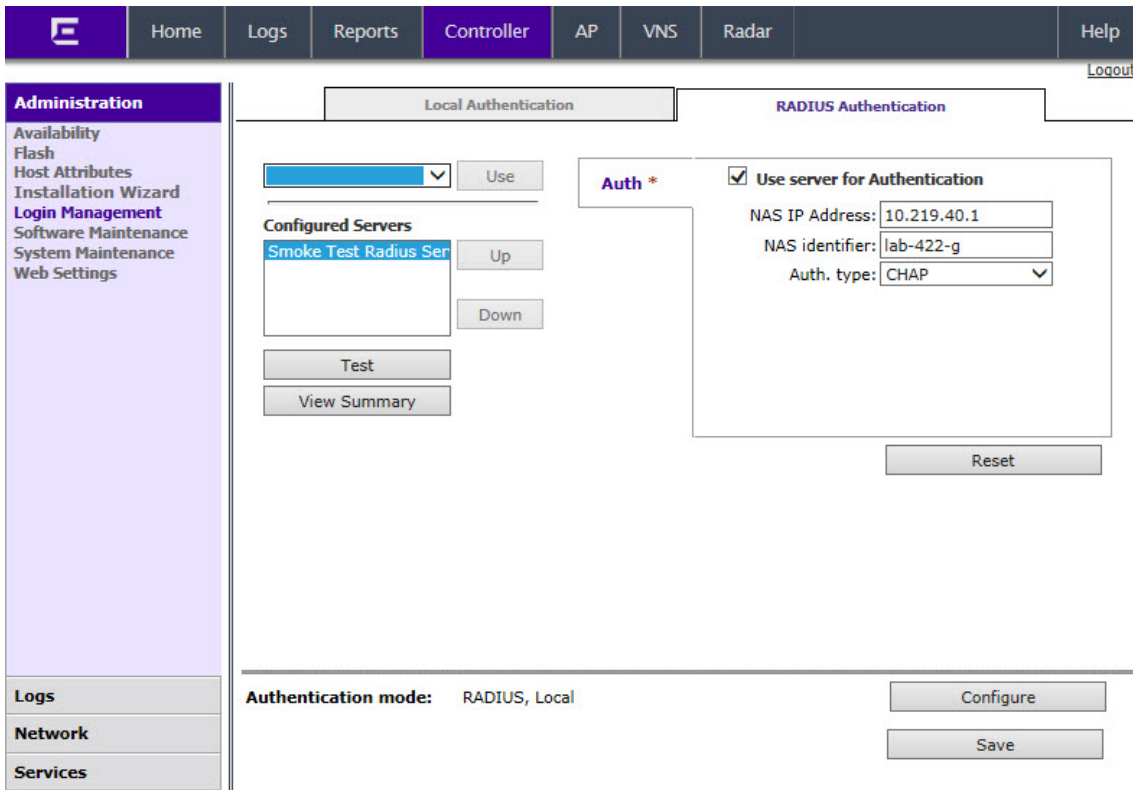 Home Logs Reports Controller AP VNS Radar Help
Logout
Administration
Availability
Flash
Host Attributes
Installation Wizard
Login Management
Software Maintenance
System Maintenance
Web Settings
Logs
Network
Services
Local Authentication
RADIUS Authentication
Use
Configured Servers
Smoke Test Radius Ser
Up
Down
Test
View Summary
Auth *
Use server for Authentication
NAS IP Address: 10.219.40.1
NAS identifier: lab-422-g
Auth. type: CHAP
Reset
Authentication mode: RADIUS, Local
Configure
Save